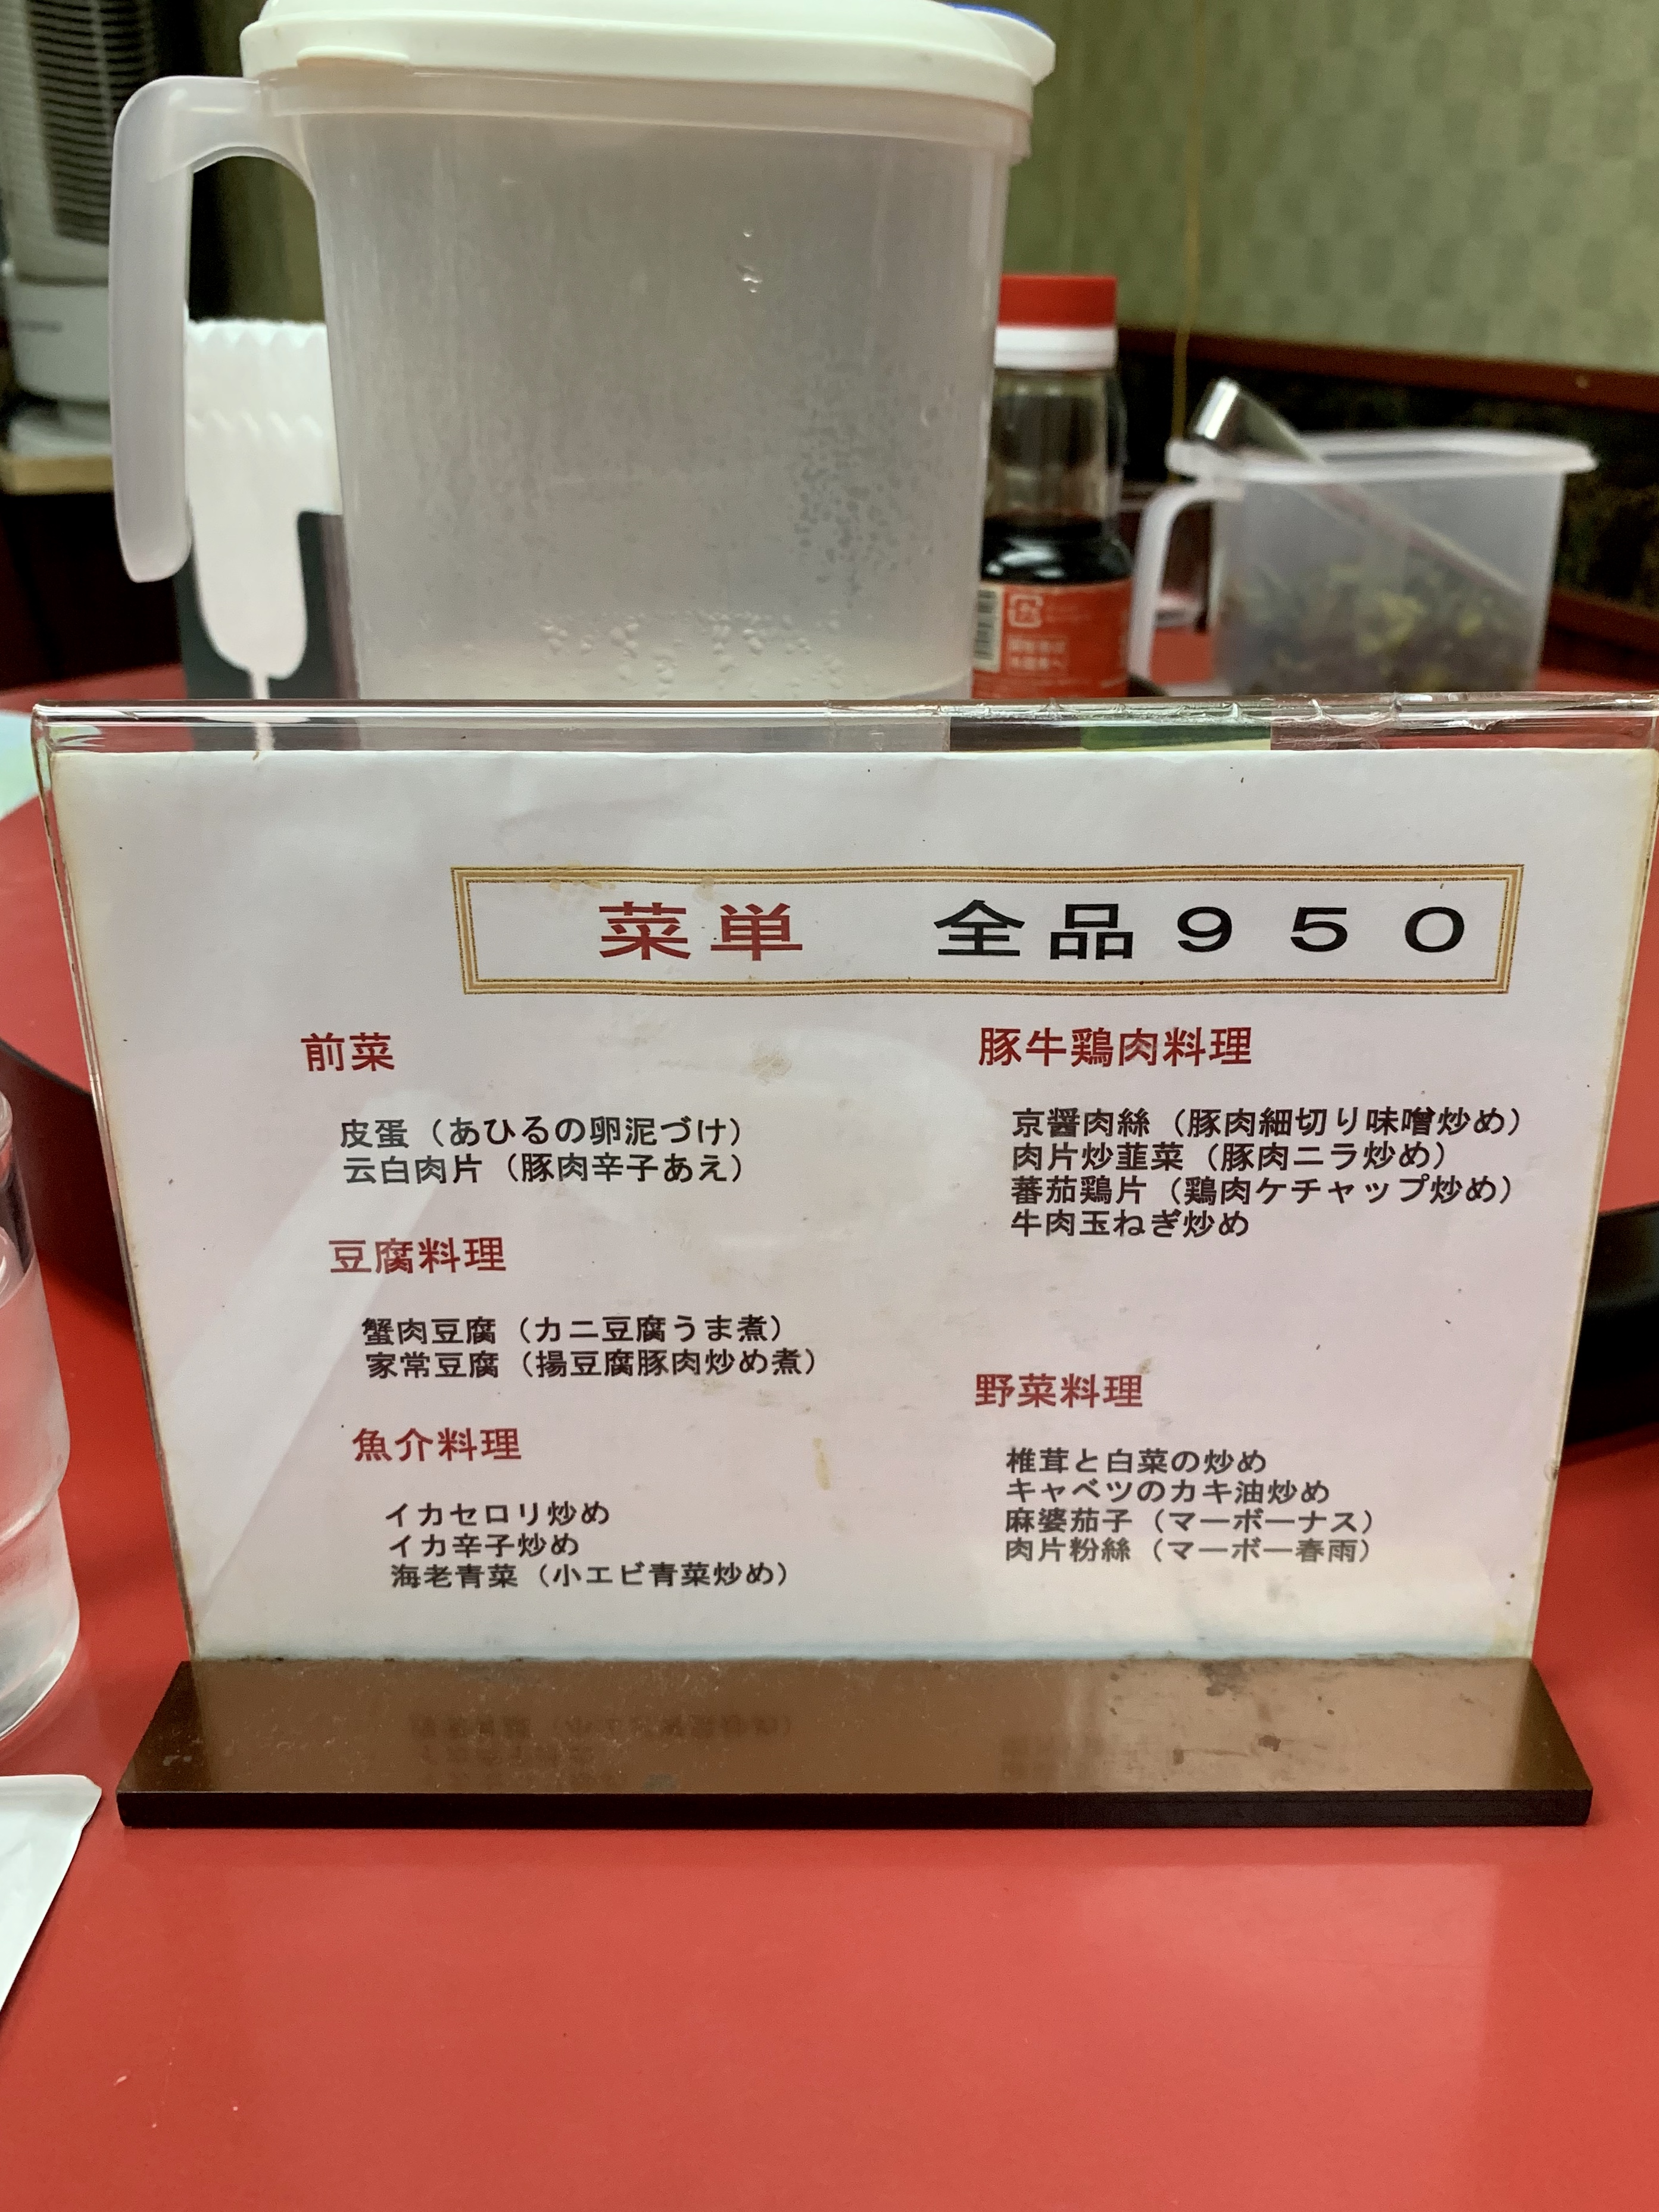 菜単 全品９５０
前菜
皮蛋（あひるの卵泥づけ）
云白肉片（豚肉辛子あえ）
豆腐料理
蟹肉豆腐（カニ豆腐うま煮）
家常豆腐（揚豆腐豚肉炒め煮）
魚介料理
イカセロリ炒め
イカ辛子炒め
海老青菜（小エビ青菜炒め）
豚牛鶏肉料理
京醤肉絲（豚肉細切り味噌炒め）
肉片炒韮菜（豚肉ニラ炒め）
蕃茄鶏片（鶏肉ケチャップ炒め）
牛肉玉ねぎ炒め
野菜料理
椎茸と白菜の炒め
キャベツのカキ油炒め
麻婆茄子（マーボーナス）
肉片粉絲（マーボー春雨）